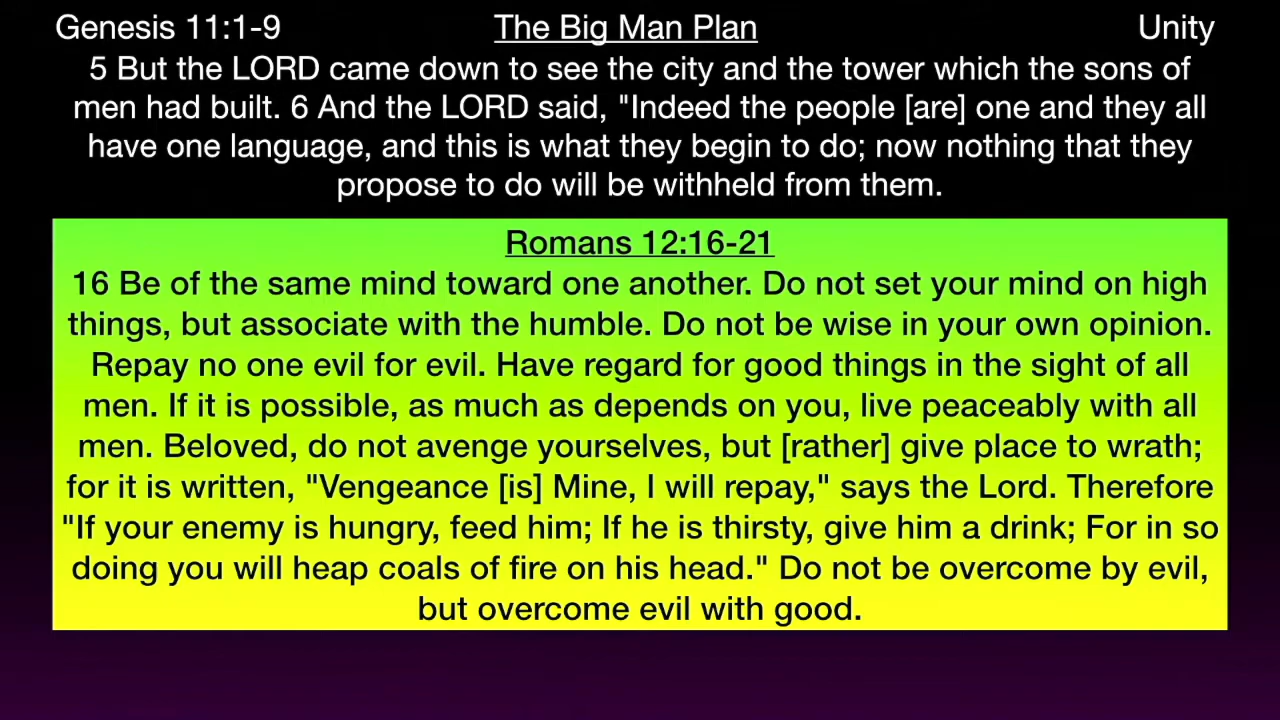 Genesis 11:1-9 The Big Man Plan Unity
5 But the LORD came down to see the city and the tower which the sons of
men had built. 6 And the LORD said, "Indeed the people [are] one and they all
have one language, and this is what they begin to do; now nothing that they
propose to do will be withheld from them.
Romans 12:16-21
16 Be of the same mind toward one another. Do not set your mind on high
things, but associate with the humble. Do not be wise in your own opinion.
Repay no one evil for evil. Have regard for good things in the sight of all
men. If it is possible, as much as depends on you, live peaceably with all
men. Beloved, do not avenge yourselves, but [rather] give place to wrath;
for it is written, "Vengeance [is] Mine, I will repay," says the Lord. Therefore
"If your enemy is hungry, feed him; If he is thirsty, give him a drink; For in so
doing you will heap coals of fire on his head." Do not be overcome by evil,
but overcome evil with good.